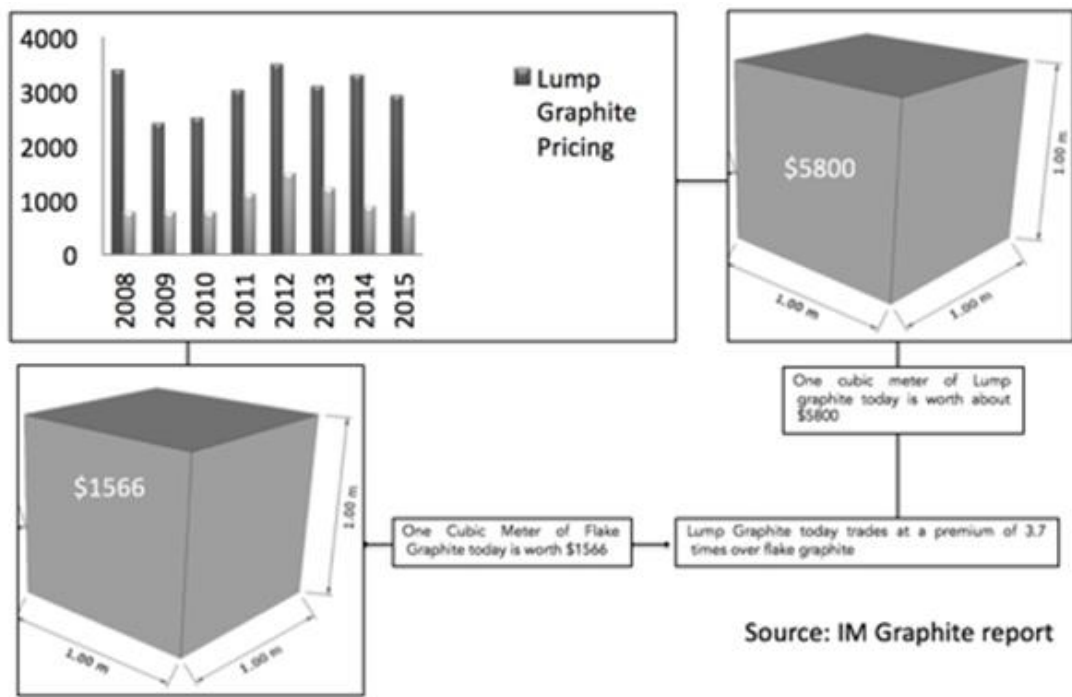 4000
3000
2000
1000
0
2008
2009
2010
2011
2012
2013
2014
2015
Lump
Graphite
Pricing
$5800
1.00 m
1.00 m
1.00 m
One cubic meter of Lump
graphite today is worth about
$5800
$1566
1.00 m
1.00 m
1.00 m
One Cubic Meter of Flake
Graphite today is worth $1566
Lump Graphite today trades at a premium of 3.7
times over flake graphite
Source: IM Graphite report